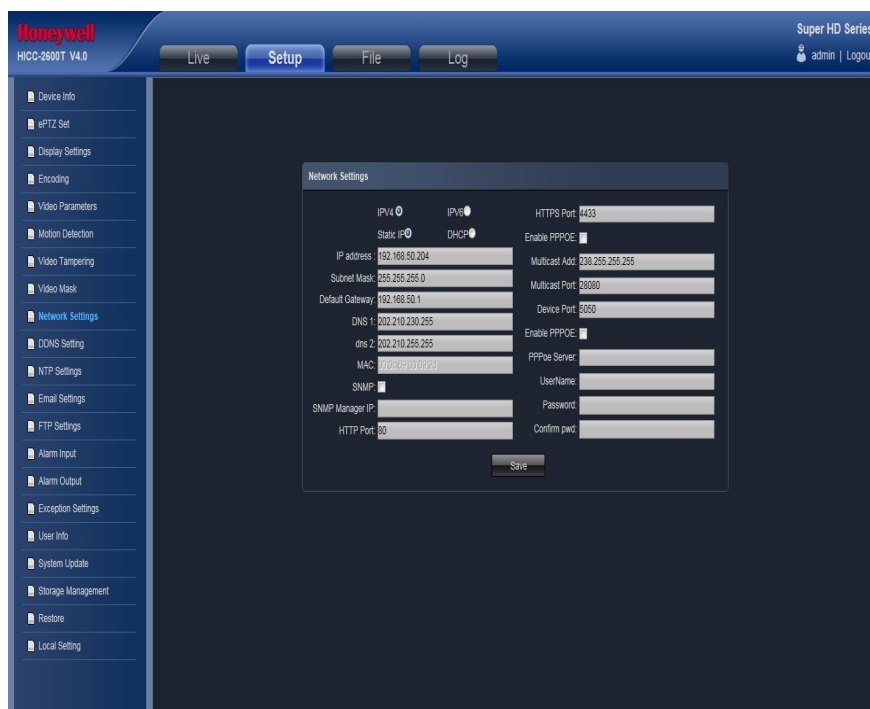 Honeywell
HICC-2600T V4.0
Live
Setup
File
Log
Super HD Series
admin | Logou
Device Info
ePTZ Set
Display Settings
Encoding
Video Parameters
Motion Detection
Video Tampering
Video Mask
Network Settings
DDNS Setting
NTP Settings
Email Settings
FTP Settings
Alarm Input
Alarm Output
Exception Settings
User Info
System Update
Storage Management
Restore
Local Setting
Network Settings
IPV4 IPV6
Static IP DHCP
IP address : 192.168.50.204
Subnet Mask: 255.255.255.0
Default Gateway: 192.168.50.1
DNS 1: 202.210.230.255
dns 2: 202.210.255.255
MAC:
SNMP:
SNMP Manager IP:
HTTP Port: 80
HTTPS Port: 4433
Enable PPPOE:
Multicast Add: 238.255.255.255
Multicast Port: 28080
Device Port: 5050
Enable PPPOE:
PPPoe Server:
UserName:
Password:
Confirm pwd:
Save